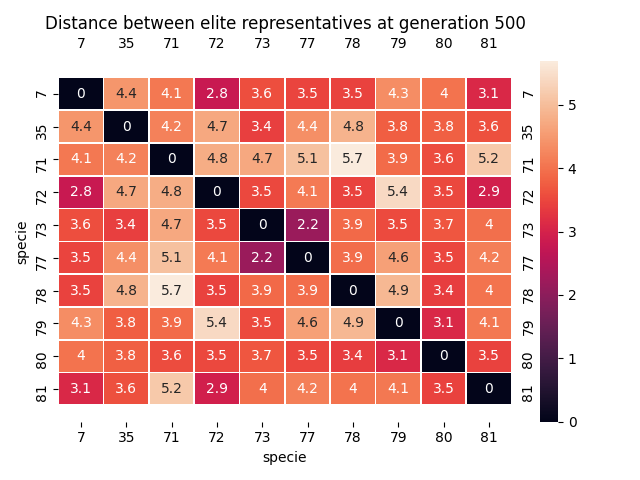 Distance between elite representatives at generation 500
7 35 71 72 73 77 78 79 80 81
7 0 4.4 4.1 2.8 3.6 3.5 3.5 4.3 4 3.1 7
35 4.4 0 4.2 4.7 3.4 4.4 4.8 3.8 3.8 3.6 35
71 4.1 4.2 0 4.8 4.7 5.1 5.7 3.9 3.6 5.2 71
72 2.8 4.7 4.8 0 3.5 4.1 3.5 5.4 3.5 2.9 72
73 3.6 3.4 4.7 3.5 0 2.2 3.9 3.5 3.7 4 73
77 3.5 4.4 5.1 4.1 2.2 0 3.9 4.6 3.5 4.2 77
78 3.5 4.8 5.7 3.5 3.9 3.9 0 4.9 3.4 4 78
79 4.3 3.8 3.9 5.4 3.5 4.6 4.9 0 3.1 4.1 79
80 4 3.8 3.6 3.5 3.7 3.5 3.4 3.1 0 3.5 80
81 3.1 3.6 5.2 2.9 4 4.2 4 4.1 3.5 0 81
7 35 71 72 73 77 78 79 80 81
specie
specie
5
4
3
2
1
0